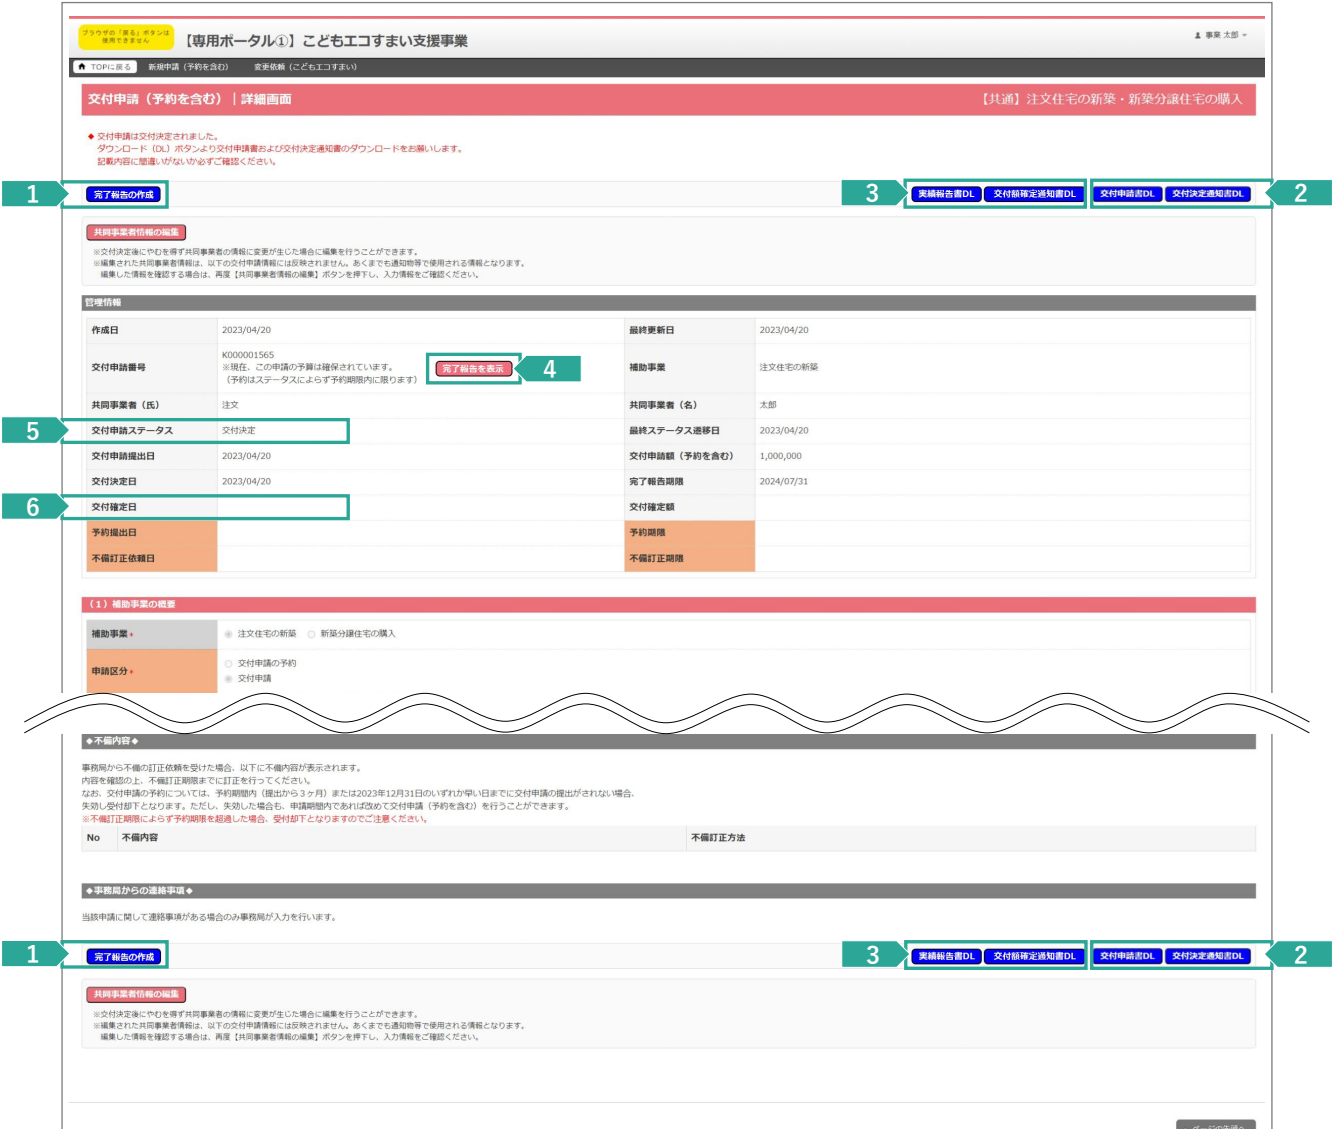 ブラウザの「戻る」ボタンは
使用できません
【専用ポータル①】こどもエコすまい支援事業
事業 太郎
TOPに戻る 新規申請（予約を含む） 変更依頼（こどもエコすまい）
交付申請（予約を含む）｜詳細画面
【共通】注文住宅の新築・新築分譲住宅の購入
◆ 交付申請は交付決定されました。
ダウンロード（DL）ボタンより交付申請書および交付決定通知書のダウンロードをお願いします。
記載内容に間違いがないか必ずご確認ください。
1 完了報告の作成 3 実績報告書DL 交付額確定通知書DL 交付申請書DL 交付決定通知書DL 2
共同事業者情報の編集
※交付決定後にやむを得ず共同事業者の情報に変更が生じた場合に編集を行うことができます。
※編集された共同事業者情報は、以下の交付申請情報には反映されません。あくまでも通知物等で使用される情報となります。
編集した情報を確認する場合は、再度【共同事業者情報の編集】ボタンを押下し、入力情報をご確認ください。
管理情報
作成日 2023/04/20 最終更新日 2023/04/20
交付申請番号 K000001565
※現在、この申請の予算は確保されています。
（予約はステータスによらず予約期限内に限ります）
完了報告を表示 4 補助事業 注文住宅の新築
共同事業者（氏） 注文 共同事業者（名） 太郎
5 交付申請ステータス 交付決定 最終ステータス遷移日 2023/04/20
交付申請提出日 2023/04/20 交付申請額（予約を含む） 1,000,000
交付決定日 2023/04/20 完了報告期限 2024/07/31
6 交付確定日 交付確定額
予約提出日 予約期限
不備訂正依頼日 不備訂正期限
（1）補助事業の概要
補助事業* 注文住宅の新築 新築分譲住宅の購入
申請区分* 交付申請の予約
交付申請
◆不備内容◆
事務局から不備の訂正依頼を受けた場合、以下に不備内容が表示されます。
内容を確認の上、不備訂正期限までに訂正を行ってください。
なお、交付申請の予約については、予約期間内（提出から３ヶ月）または2023年12月31日のいずれか早い日までに交付申請の提出がされない場合、
失効し受付却下となります。ただし、失効した場合も、申請期間内であれば改めて交付申請（予約を含む）を行うことができます。
※不備訂正期限によらず予約期限を超過した場合、受付却下となりますのでご注意ください。
No 不備内容 不備訂正方法
◆事務局からの連絡事項◆
当該申請に関して連絡事項がある場合のみ事務局が入力を行います。
1 完了報告の作成 3 実績報告書DL 交付額確定通知書DL 交付申請書DL 交付決定通知書DL 2
共同事業者情報の編集
※交付決定後にやむを得ず共同事業者の情報に変更が生じた場合に編集を行うことができます。
※編集された共同事業者情報は、以下の交付申請情報には反映されません。あくまでも通知物等で使用される情報となります。
編集した情報を確認する場合は、再度【共同事業者情報の編集】ボタンを押下し、入力情報をご確認ください。